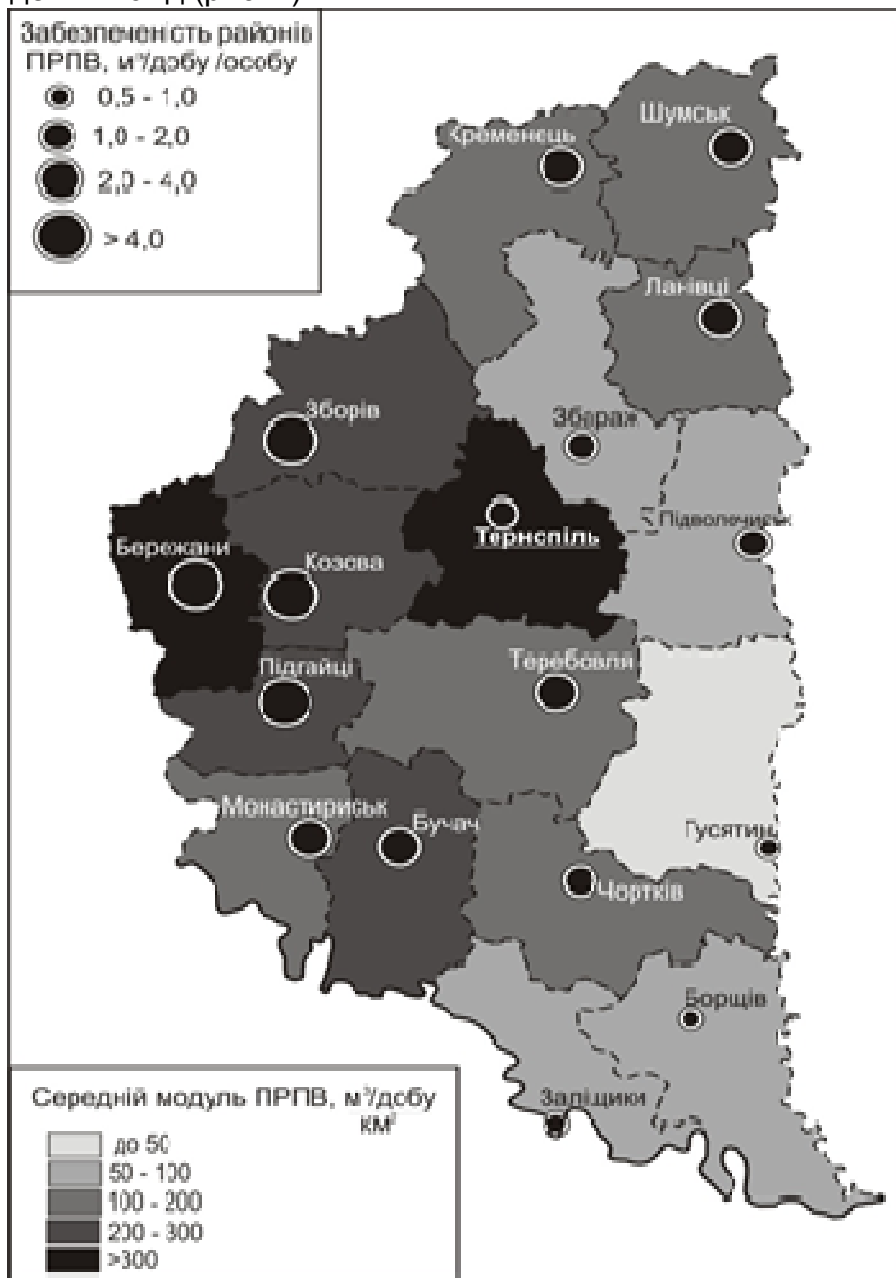 Забезпеченість районів
ПРПВ, м³/добу /особу
0,5 - 1,0
1,0 - 2,0
2,0 - 4,0
> 4,0
Шумськ
Кременець
Ланівці
Зборів
Збараж
Підволочиськ
Тернспіль
Бережани
Козова
Підгайці
Теребовля
Монастириськ
Бучач
Гусятин
Чортків
Борщів
Заліщики
Середній модуль ПРПВ, м³/добу
км²
до 50
50 - 100
100 - 200
200 - 300
>300